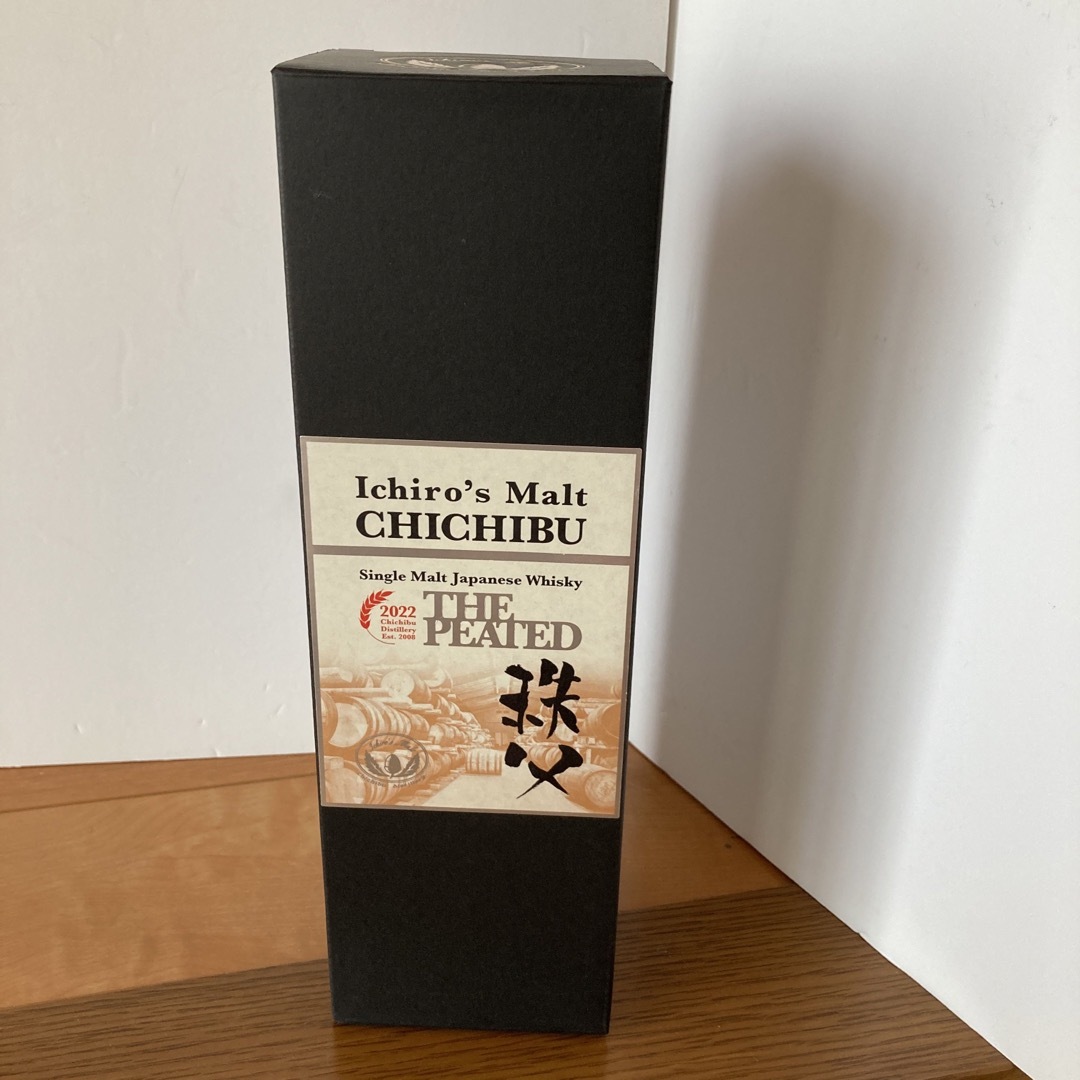 Ichiro's Malt
CHICHIBU
Single Malt Japanese Whisky
2022
Chichibu
Distillery
Est. 2008
THE
PEATED
秩父